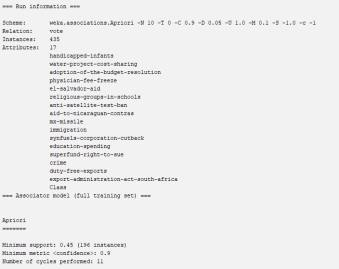 === Run information ===
Scheme: weka.associations.Apriori -N 10 -T 0 -C 0.9 -D 0.05 -U 1.0 -M 0.1 -S -1.0 -c -1
Relation: vote
Instances: 435
Attributes: 17
handicapped-infants
water-project-cost-sharing
adoption-of-the-budget-resolution
physician-fee-freeze
el-salvador-aid
religious-groups-in-schools
anti-satellite-test-ban
aid-to-nicaraguan-contras
mx-missile
immigration
synfuels-corporation-cutback
education-spending
superfund-right-to-sue
crime
duty-free-exports
export-administration-act-south-africa
Class
=== Associator model (full training set) ===
Apriori
=======
Minimum support: 0.45 (196 instances)
Minimum metric <confidence>: 0.9
Number of cycles performed: 11